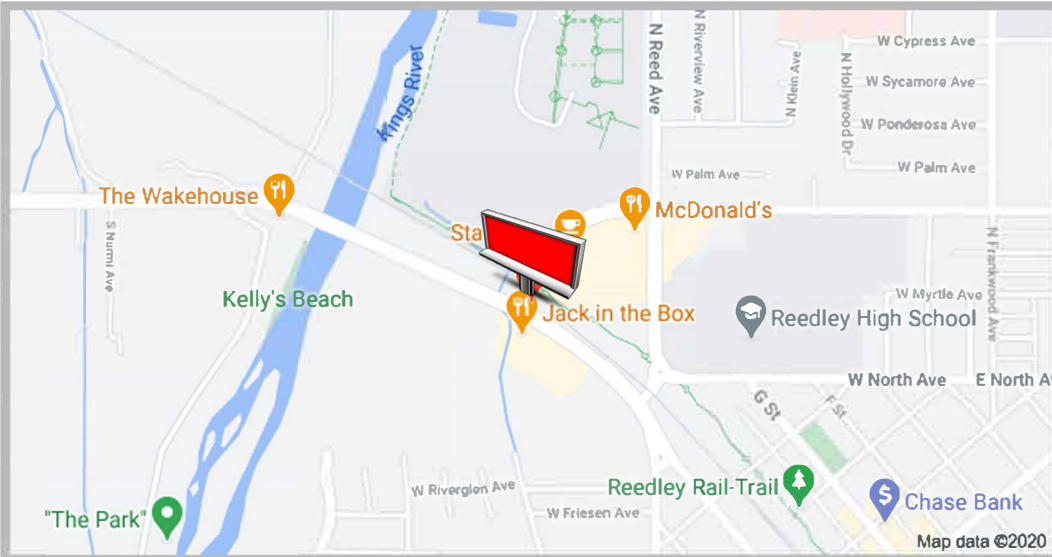 Kings River
N Reed Ave
N Riverview Ave
N Klein Ave
N Hollywood Dr
W Cypress Ave
W Sycamore Ave
W Ponderosa Ave
W Palm Ave
W Palm Ave
The Wakehouse
McDonald's
Sta
S Nurmi Ave
N Frankwood Ave
Kelly's Beach
Jack in the Box
W Myrtle Ave
Reedley High School
W North Ave
E North A
G St
F St
W Riverglen Ave
Reedley Rail-Trail
W Friesen Ave
"The Park"
$
Chase Bank
Map data ©2020